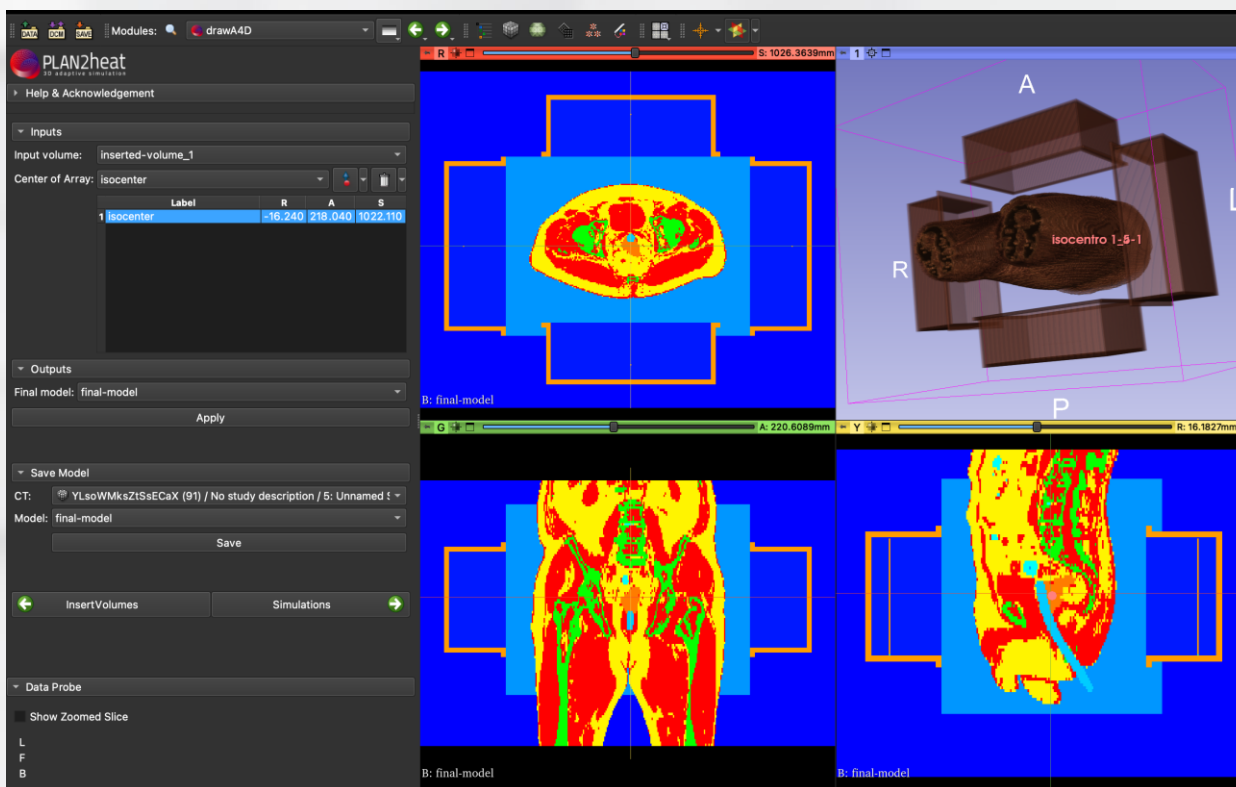 DATA DCM SAVE Modules: drawA4D
PLAN2heat
3D adaptive simulation
Help & Acknowledgement
Inputs
Input volume: inserted-volume_1
Center of Array: isocenter
Label R A S
1 isocenter -16.240 218.040 1022.110
Outputs
Final model: final-model
Apply
Save Model
CT: YLsoWMksZtSsECaX (91) / No study description / 5: Unnamed S
Model: final-model
Save
InsertVolumes Simulations
Data Probe
Show Zoomed Slice
L
F
B
R S: 1026.3639mm
B: final-model
1
A
L
isocentro 1-5-1
R
P
G A: 220.6089mm
B: final-model
Y R: 16.1827mm
B: final-model